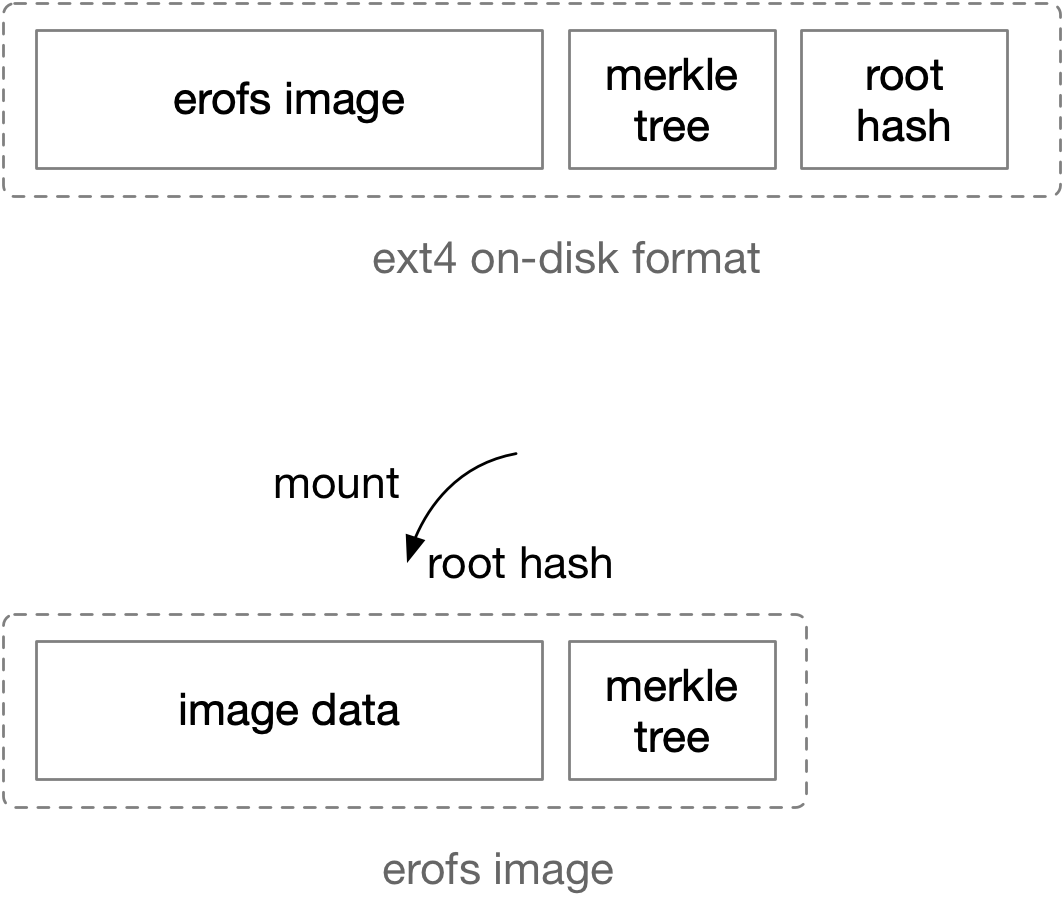 erofs image
merkle
tree
root
hash
ext4 on-disk format
mount
root hash
image data
merkle
tree
erofs image